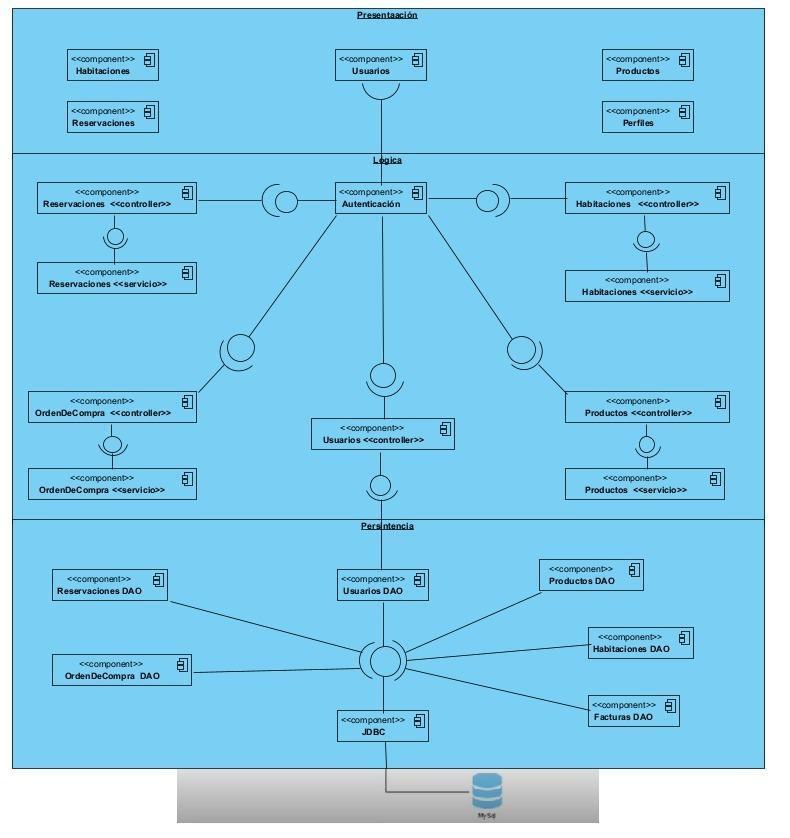 Presentaación
<<component>>
Habitaciones
<<component>>
Usuarios
<<component>>
Productos
<<component>>
Reservaciones
<<component>>
Perfiles
Lógica
<<component>>
Reservaciones <<controller>>
<<component>>
Autenticación
<<component>>
Habitaciones <<controller>>
<<component>>
Reservaciones <<servicio>>
<<component>>
Habitaciones <<servicio>>
<<component>>
OrdenDeCompra <<controller>>
<<component>>
Usuarios <<controller>>
<<component>>
Productos <<controller>>
<<component>>
OrdenDeCompra <<servicio>>
<<component>>
Productos <<servicio>>
Persintencia
<<component>>
Reservaciones DAO
<<component>>
Usuarios DAO
<<component>>
Productos DAO
<<component>>
OrdenDeCompra DAO
<<component>>
Habitaciones DAO
<<component>>
Facturas DAO
<<component>>
JDBC
MySql